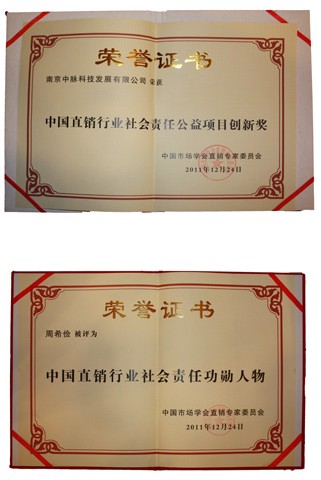 荣誉证书
南京中脉科技发展有限公司 荣获
中国直销行业社会责任公益项目创新奖
中国市场学会直销专家委员会
2011年12月24日
荣誉证书
周希俭 被评为
中国直销行业社会责任功勋人物
中国市场学会直销专家委员会
2011年12月24日